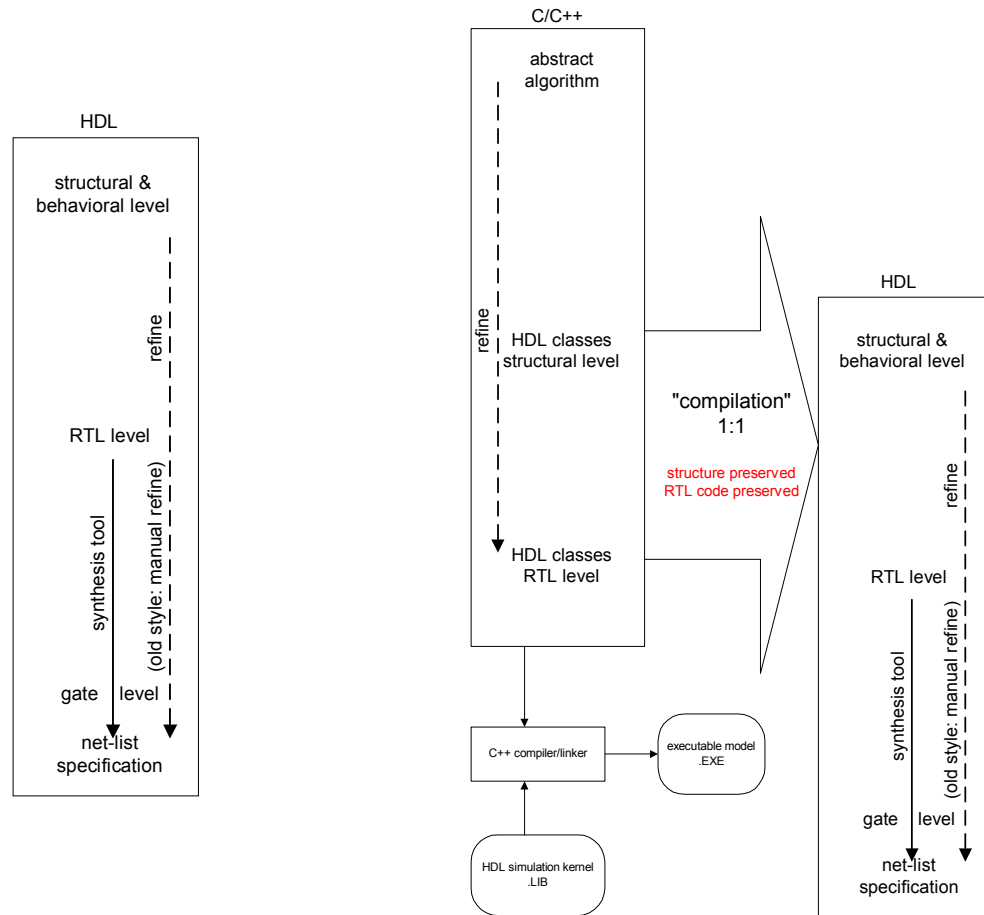 HDL
structural &
behavioral level
refine
RTL level
synthesis tool
(old style: manual refine)
gate level
net-list
specification
C/C++
abstract
algorithm
refine
HDL classes
structural level
HDL classes
RTL level
"compilation"
1:1
structure preserved
RTL code preserved
C++ compiler/linker
executable model
.EXE
HDL simulation kernel
.LIB
HDL
structural &
behavioral level
refine
RTL level
synthesis tool
(old style: manual refine)
gate level
net-list
specification